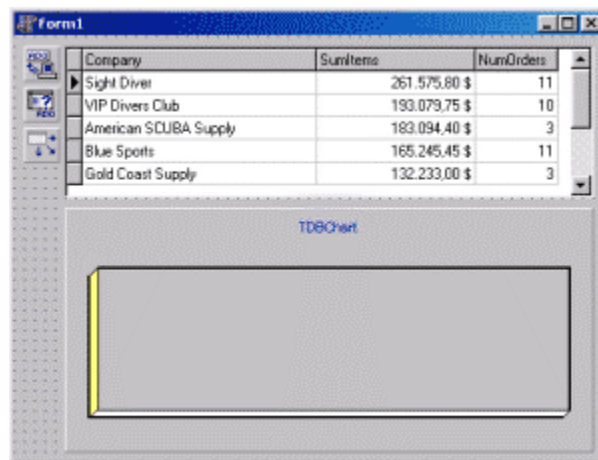 form1
Company SumItems NumOrders
Sight Diver 261.575,80 $ 11
VIP Divers Club 193.079,75 $ 10
American SCUBA Supply 183.094,40 $ 3
Blue Sports 165.245,45 $ 11
Gold Coast Supply 132.233,00 $ 3
ADO
ADO
TDBChart